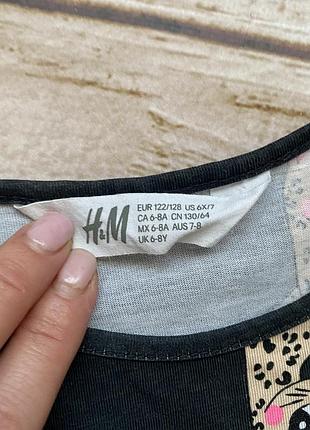 H&M
EUR 122/128 US 6X/7
CA 6-8A CN 130/64
MX 6-8A AUS 7-8
UK 6-8Y